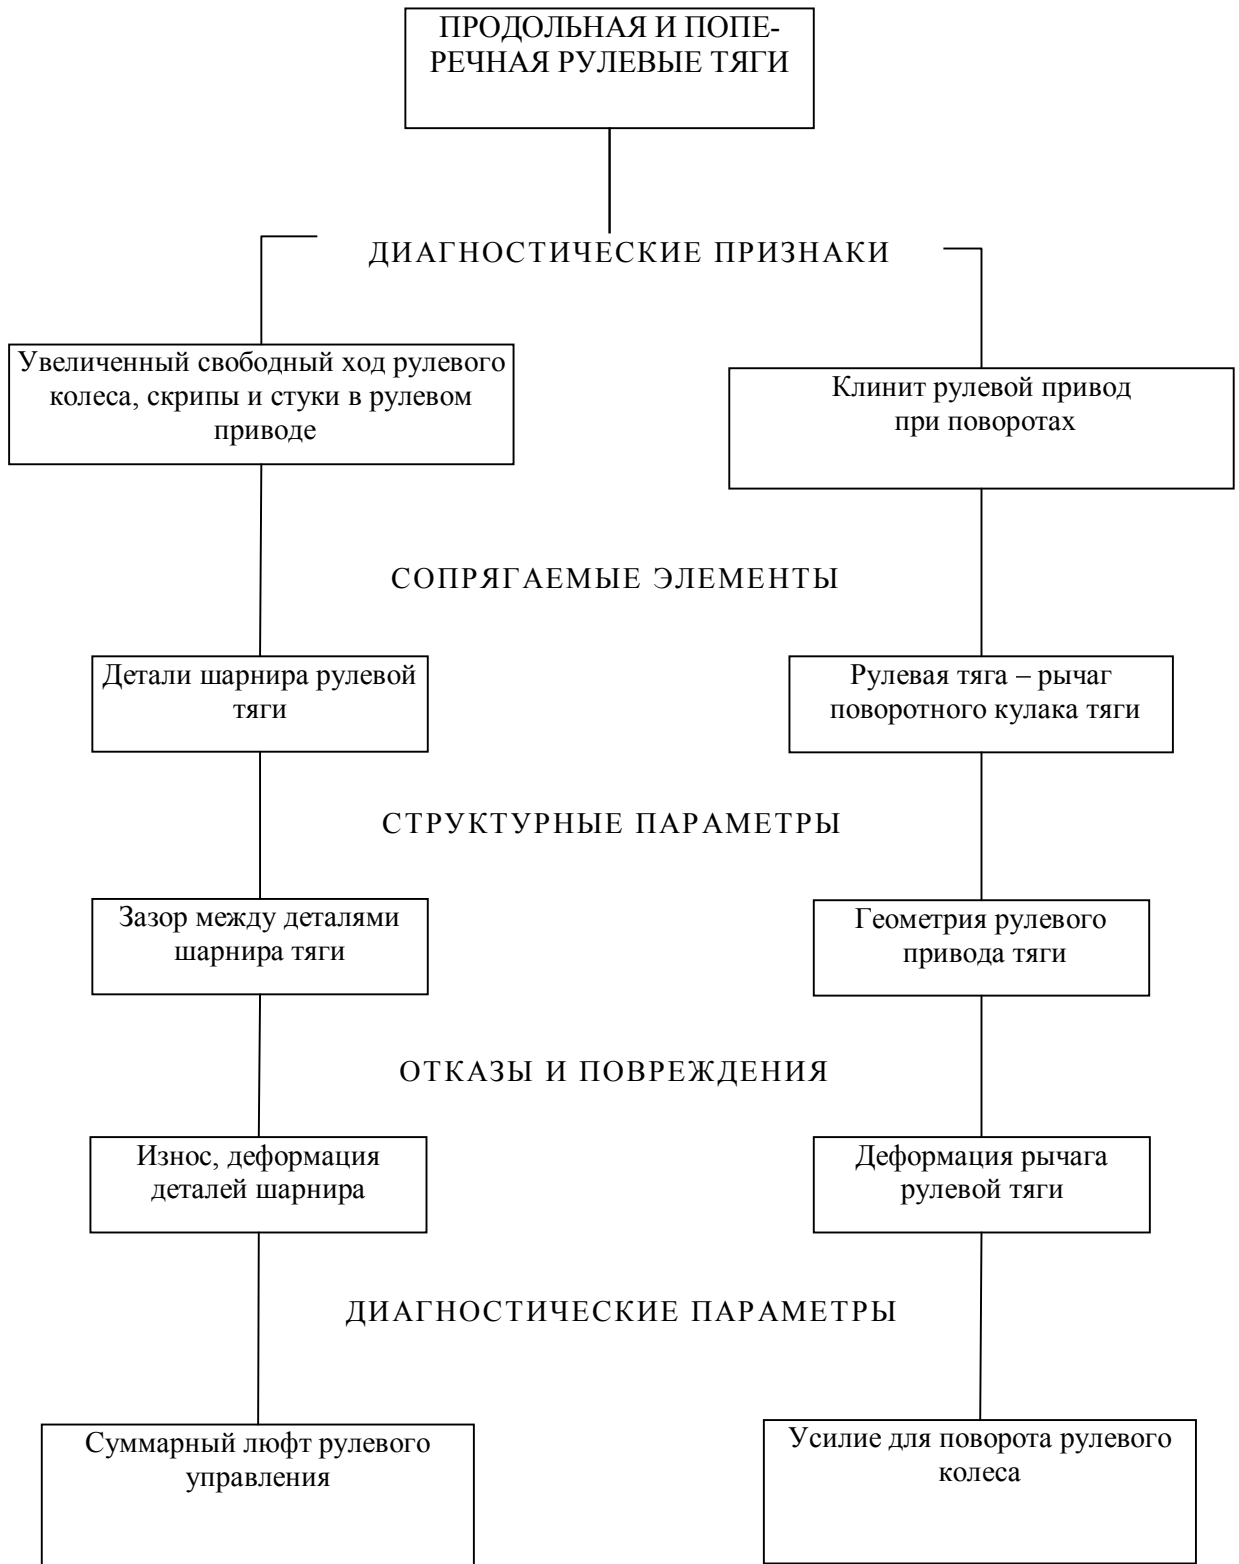 ПРОДОЛЬНАЯ И ПОПЕ-
РЕЧНАЯ РУЛЕВЫЕ ТЯГИ
ДИАГНОСТИЧЕСКИЕ ПРИЗНАКИ
Увеличенный свободный ход рулевого
колеса, скрипы и стуки в рулевом
приводе
Клинит рулевой привод
при поворотах
СОПРЯГАЕМЫЕ ЭЛЕМЕНТЫ
Детали шарнира рулевой
тяги
Рулевая тяга – рычаг
поворотного кулака тяги
СТРУКТУРНЫЕ ПАРАМЕТРЫ
Зазор между деталями
шарнира тяги
Геометрия рулевого
привода тяги
ОТКАЗЫ И ПОВРЕЖДЕНИЯ
Износ, деформация
деталей шарнира
Деформация рычага
рулевой тяги
ДИАГНОСТИЧЕСКИЕ ПАРАМЕТРЫ
Суммарный люфт рулевого
управления
Усилие для поворота рулевого
колеса